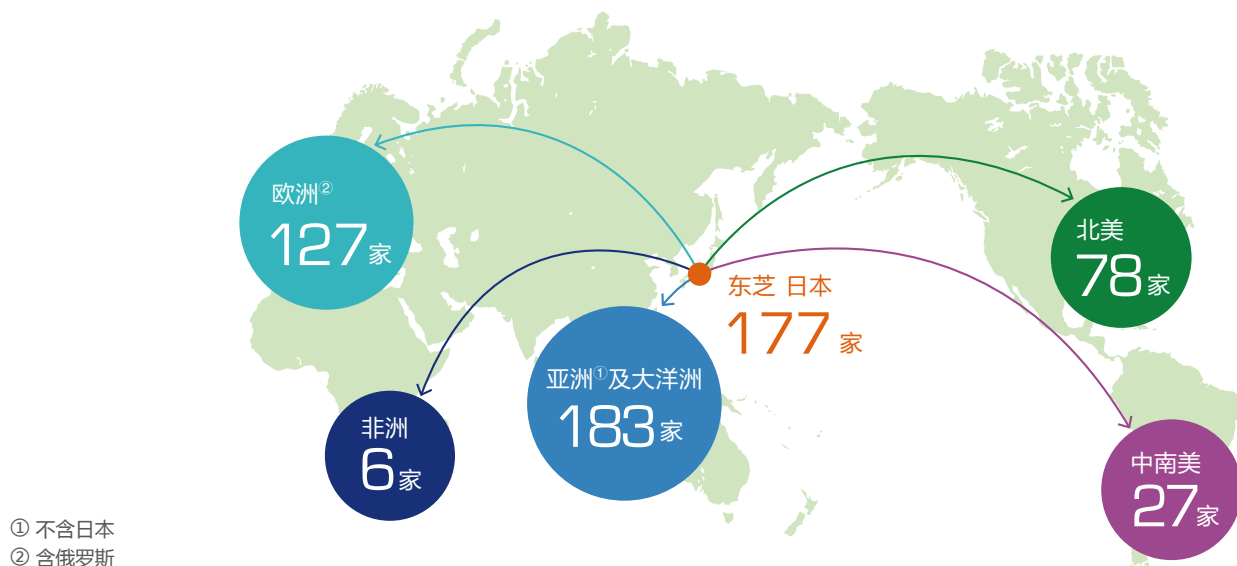 欧洲②
127家
北美
78家
东芝 日本
177家
亚洲①及大洋洲
183家
非洲
6家
中南美
27家
① 不含日本
② 含俄罗斯